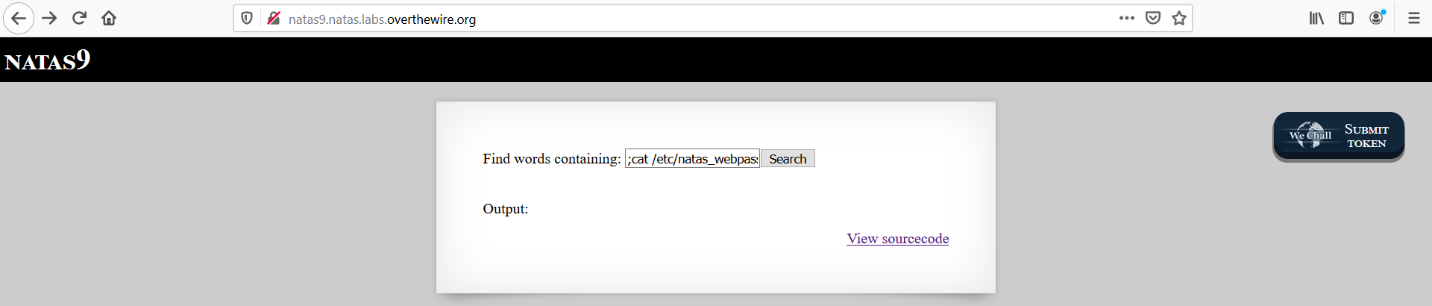 natas9.natas.labs.overthewire.org
NATAS9
We Chall SUBMIT TOKEN
Find words containing: ;cat /etc/natas_webpas Search
Output:
View sourcecode